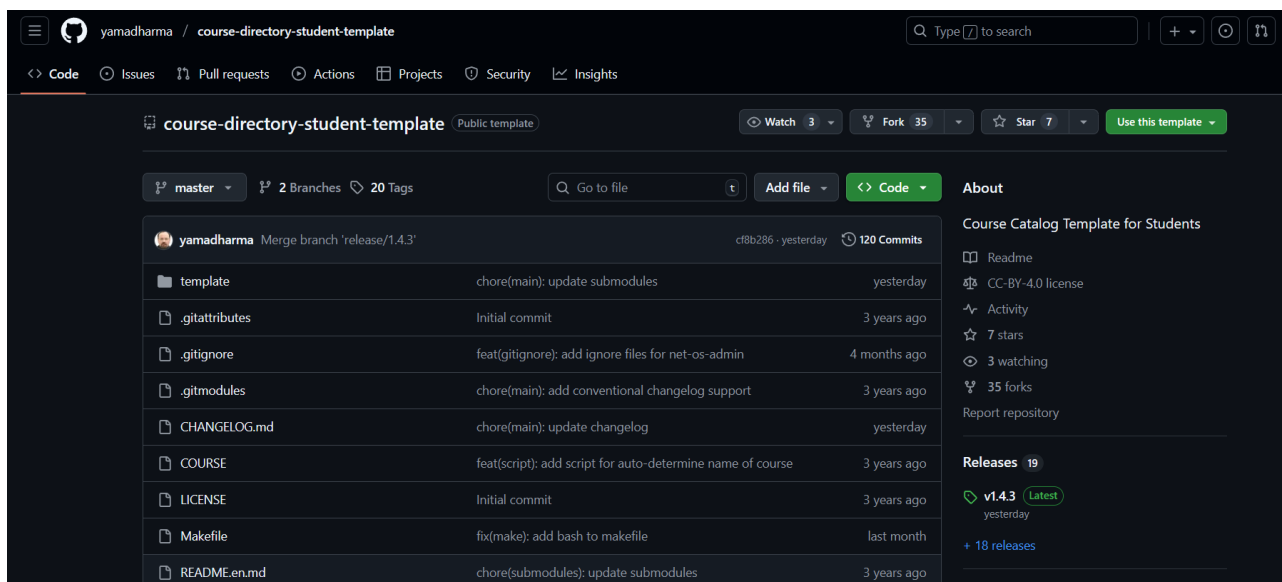 yamadharma / course-directory-student-template
Type / to search
Code
Issues
Pull requests
Actions
Projects
Security
Insights
course-directory-student-template Public template
Watch 3
Fork 35
Star 7
Use this template
master
2 Branches
20 Tags
Go to file t
Add file
Code
yamadharma Merge branch 'release/1.4.3' cf8b286 · yesterday 120 Commits
template chore(main): update submodules yesterday
.gitattributes Initial commit 3 years ago
.gitignore feat(gitignore): add ignore files for net-os-admin 4 months ago
.gitmodules chore(main): add conventional changelog support 3 years ago
CHANGELOG.md chore(main): update changelog yesterday
COURSE feat(script): add script for auto-determine name of course 3 years ago
LICENSE Initial commit 3 years ago
Makefile fix(make): add bash to makefile last month
README.en.md chore(submodules): update submodules 3 years ago
About
Course Catalog Template for Students
Readme
CC-BY-4.0 license
Activity
7 stars
3 watching
35 forks
Report repository
Releases 19
v1.4.3 Latest
yesterday
+ 18 releases